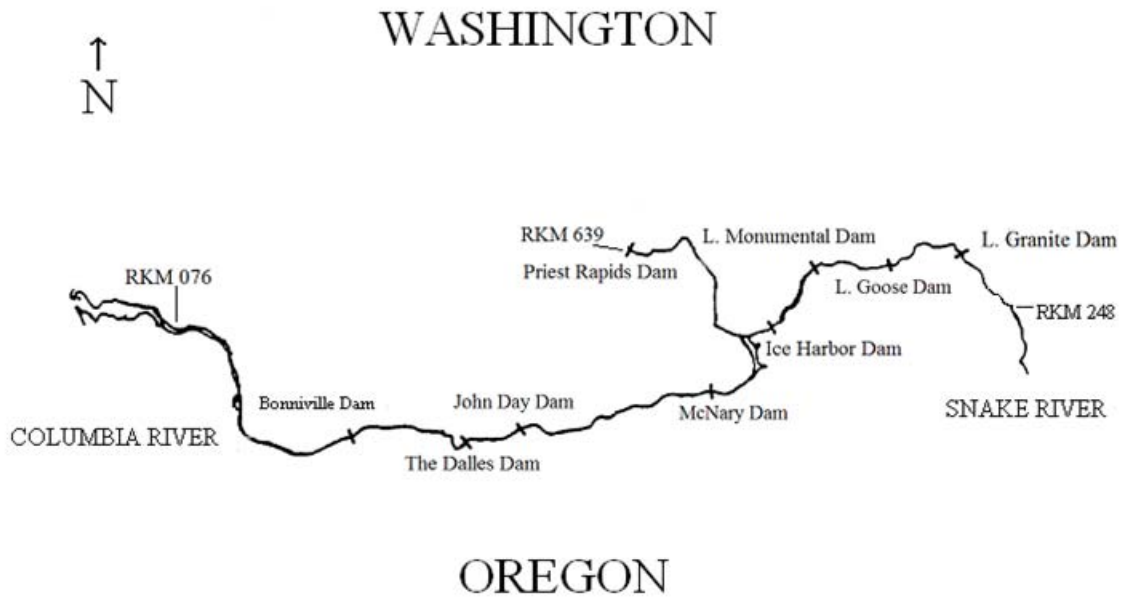 WASHINGTON
↑
N
RKM 639
L. Monumental Dam
L. Granite Dam
Priest Rapids Dam
RKM 076
L. Goose Dam
RKM 248
Ice Harbor Dam
Bonniville Dam
John Day Dam
McNary Dam
SNAKE RIVER
COLUMBIA RIVER
The Dalles Dam
OREGON